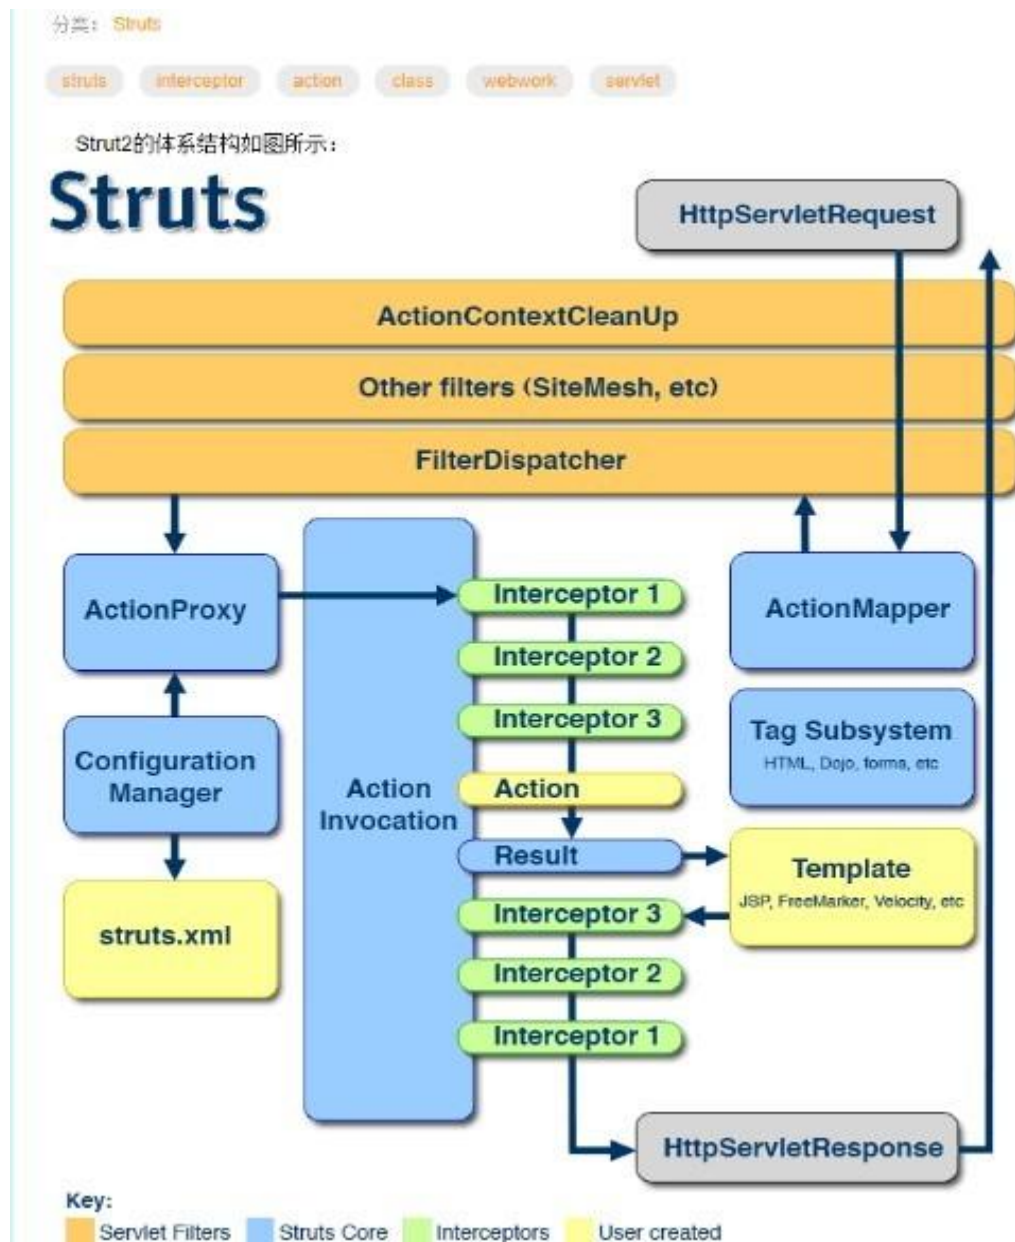 分类： Struts
struts interceptor action class webwork servlet
Strut2的体系结构如图所示：
Struts
HttpServletRequest
ActionContextCleanUp
Other filters (SiteMesh, etc)
FilterDispatcher
ActionProxy
Interceptor 1
ActionMapper
Interceptor 2
Interceptor 3
Tag Subsystem
HTML, Dojo, forms, etc
Configuration
Manager
Action
Invocation
Action
Result
Template
JSP, FreeMarker, Velocity, etc
struts.xml
Interceptor 3
Interceptor 2
Interceptor 1
HttpServletResponse
Key:
Servlet Filters Struts Core Interceptors User created